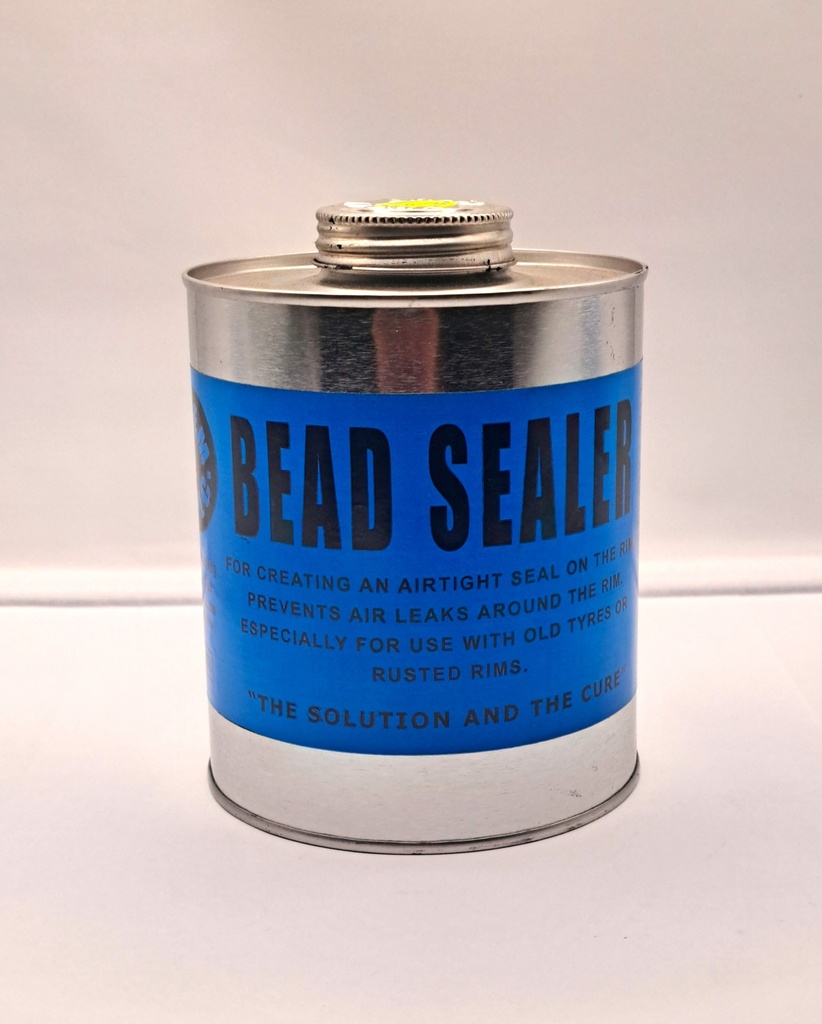 BEAD SEALER
FOR CREATING AN AIRTIGHT SEAL ON THE RIM
PREVENTS AIR LEAKS AROUND THE RIM.
ESPECIALLY FOR USE WITH OLD TYRES OR
RUSTED RIMS.
"THE SOLUTION AND THE CURE"